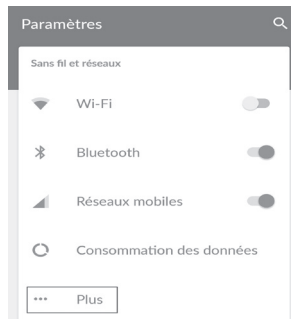 Paramètres
Sans fil et réseaux
Wi-Fi
Bluetooth
Réseaux mobiles
Consommation des données
Plus